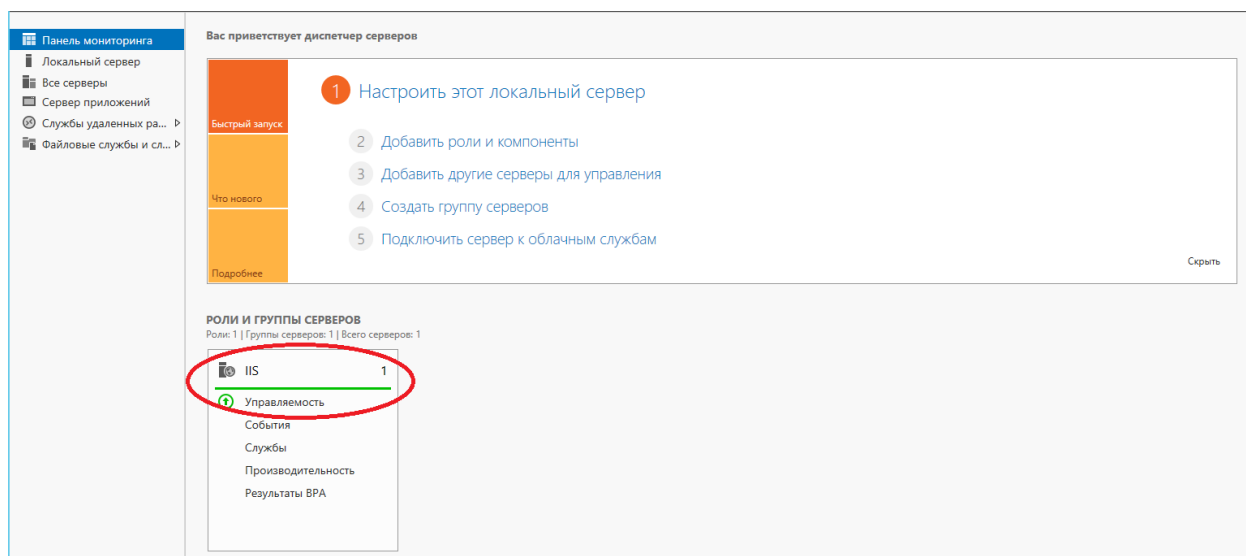 Панель мониторинга
Локальный сервер
Все серверы
Сервер приложений
Службы удаленных ра...
Файловые службы и сл...
Вас приветствует диспетчер серверов
Быстрый запуск
Что нового
Подробнее
1 Настроить этот локальный сервер
2 Добавить роли и компоненты
3 Добавить другие серверы для управления
4 Создать группу серверов
5 Подключить сервер к облачным службам
Скрыть
РОЛИ И ГРУППЫ СЕРВЕРОВ
Роли: 1 | Группы серверов: 1 | Всего серверов: 1
IIS 1
Управляемость
События
Службы
Производительность
Результаты BPA